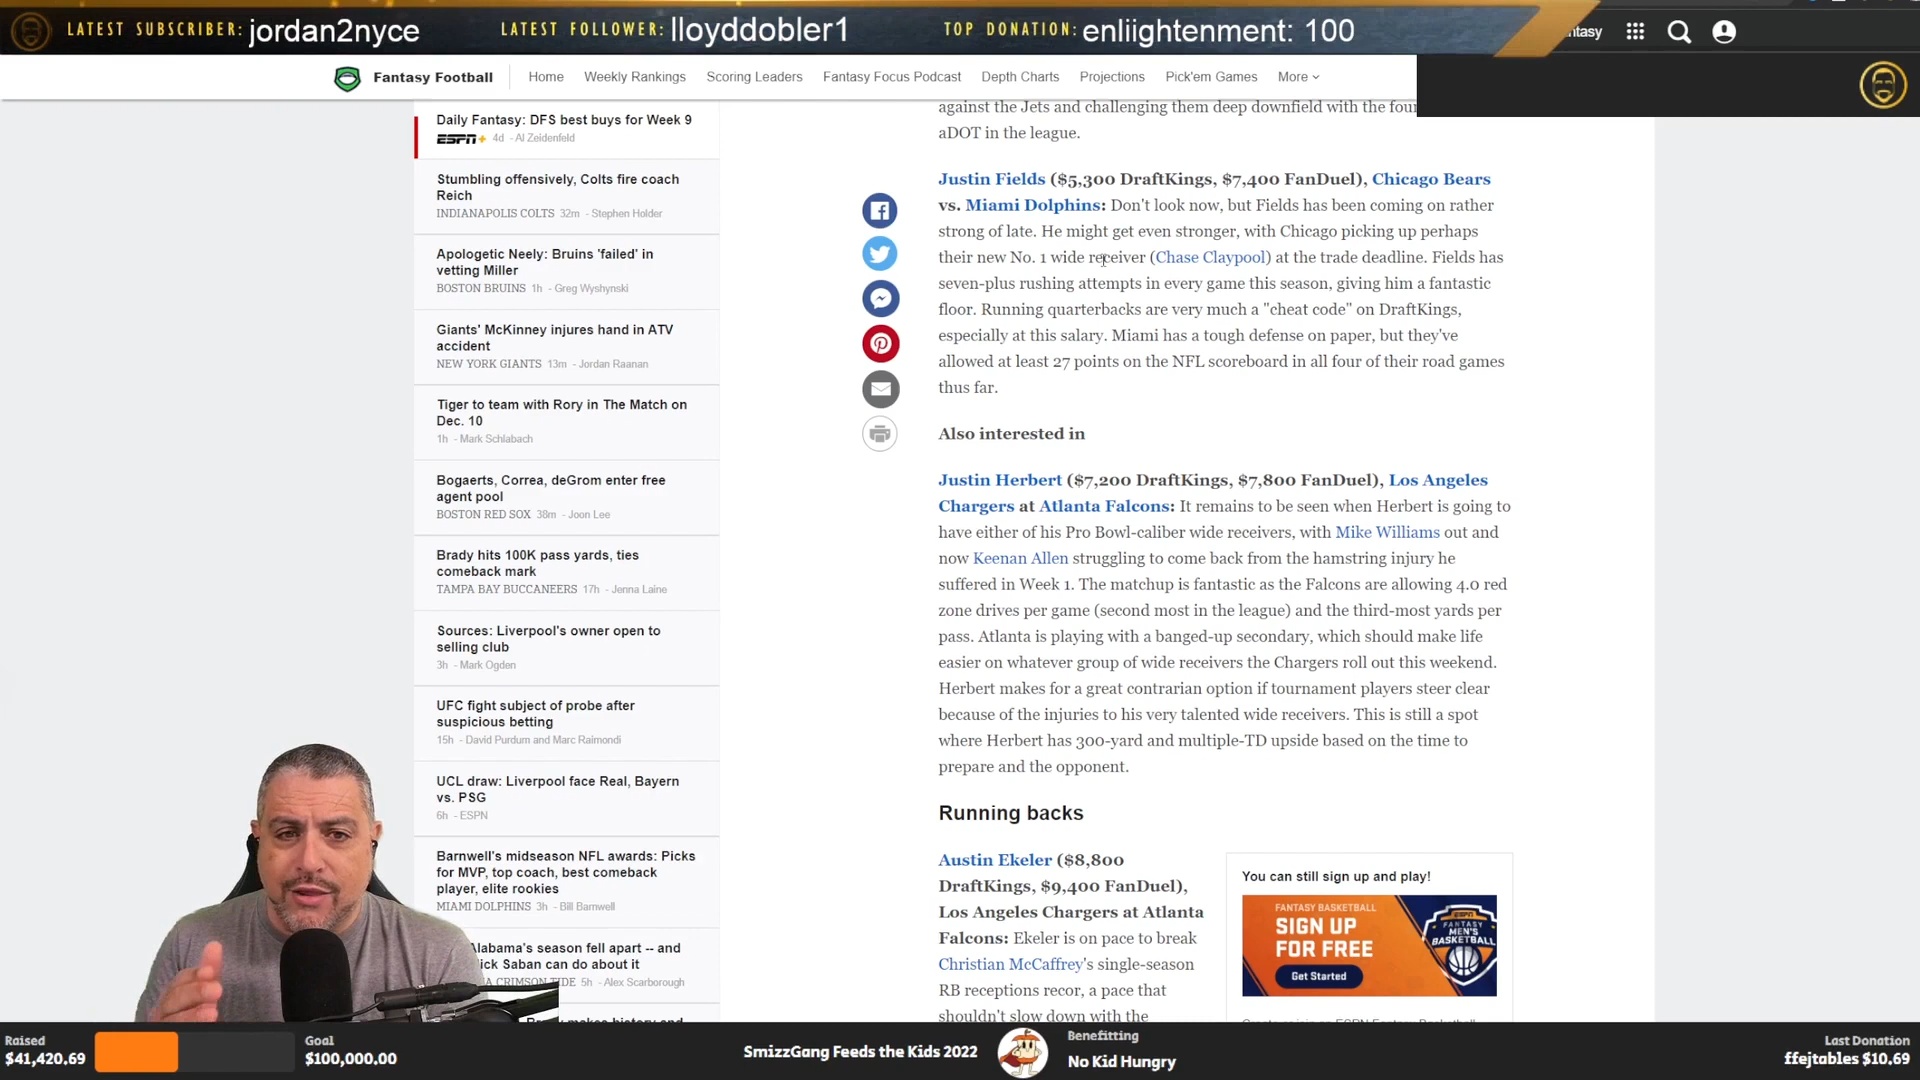 LATEST SUBSCRIBER: jordan2nyce
LATEST FOLLOWER: lloyddobler1
TOP DONATION: enliightenment: 100
ntasy
Fantasy Football
Home
Weekly Rankings
Scoring Leaders
Fantasy Focus Podcast
Depth Charts
Projections
Pick'em Games
More
Daily Fantasy: DFS best buys for Week 9
ESPN+ 4d - Al Zeidenfeld
Stumbling offensively, Colts fire coach
Reich
INDIANAPOLIS COLTS 32m - Stephen Holder
Apologetic Neely: Bruins 'failed' in
vetting Miller
BOSTON BRUINS 1h - Greg Wyshynski
Giants' McKinney injures hand in ATV
accident
NEW YORK GIANTS 13m - Jordan Raanan
Tiger to team with Rory in The Match on
Dec. 10
1h - Mark Schlabach
Bogaerts, Correa, deGrom enter free
agent pool
BOSTON RED SOX 38m - Joon Lee
Brady hits 100K pass yards, ties
comeback mark
TAMPA BAY BUCCANEERS 17h - Jenna Laine
Sources: Liverpool's owner open to
selling club
3h - Mark Ogden
UFC fight subject of probe after
suspicious betting
15h - David Purdum and Marc Raimondi
UCL draw: Liverpool face Real, Bayern
vs. PSG
6h - ESPN
Barnwell's midseason NFL awards: Picks
for MVP, top coach, best comeback
player, elite rookies
MIAMI DOLPHINS 3h - Bill Barnwell
Alabama's season fell apart -- and
ick Saban can do about it
A CRIMSON TIDE 5h - Alex Scarborough
against the Jets and challenging them deep downfield with the four
aDOT in the league.
Justin Fields ($5,300 DraftKings, $7,400 FanDuel), Chicago Bears
vs. Miami Dolphins: Don't look now, but Fields has been coming on rather
strong of late. He might get even stronger, with Chicago picking up perhaps
their new No. 1 wide receiver (Chase Claypool) at the trade deadline. Fields has
seven-plus rushing attempts in every game this season, giving him a fantastic
floor. Running quarterbacks are very much a "cheat code" on DraftKings,
especially at this salary. Miami has a tough defense on paper, but they've
allowed at least 27 points on the NFL scoreboard in all four of their road games
thus far.
Also interested in
Justin Herbert ($7,200 DraftKings, $7,800 FanDuel), Los Angeles
Chargers at Atlanta Falcons: It remains to be seen when Herbert is going to
have either of his Pro Bowl-caliber wide receivers, with Mike Williams out and
now Keenan Allen struggling to come back from the hamstring injury he
suffered in Week 1. The matchup is fantastic as the Falcons are allowing 4.0 red
zone drives per game (second most in the league) and the third-most yards per
pass. Atlanta is playing with a banged-up secondary, which should make life
easier on whatever group of wide receivers the Chargers roll out this weekend.
Herbert makes for a great contrarian option if tournament players steer clear
because of the injuries to his very talented wide receivers. This is still a spot
where Herbert has 300-yard and multiple-TD upside based on the time to
prepare and the opponent.
Running backs
Austin Ekeler ($8,800
DraftKings, $9,400 FanDuel),
Los Angeles Chargers at Atlanta
Falcons: Ekeler is on pace to break
Christian McCaffrey's single-season
RB receptions recor, a pace that
shouldn't slow down with the
You can still sign up and play!
FANTASY BASKETBALL
SIGN UP
FOR FREE
Get Started
ESPN
FANTASY
MEN'S
BASKETBALL
Raised
$41,420.69
Goal
$100,000.00
SmizzGang Feeds the Kids 2022
Benefitting
No Kid Hungry
Last Donation
ffejtables $10.69